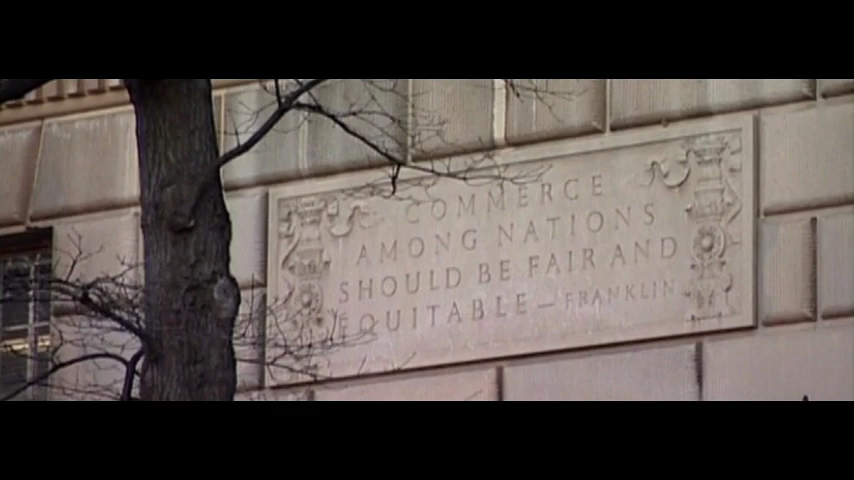 COMMERCE
AMONG NATIONS
SHOULD BE FAIR AND
EQUITABLE — FRANKLIN